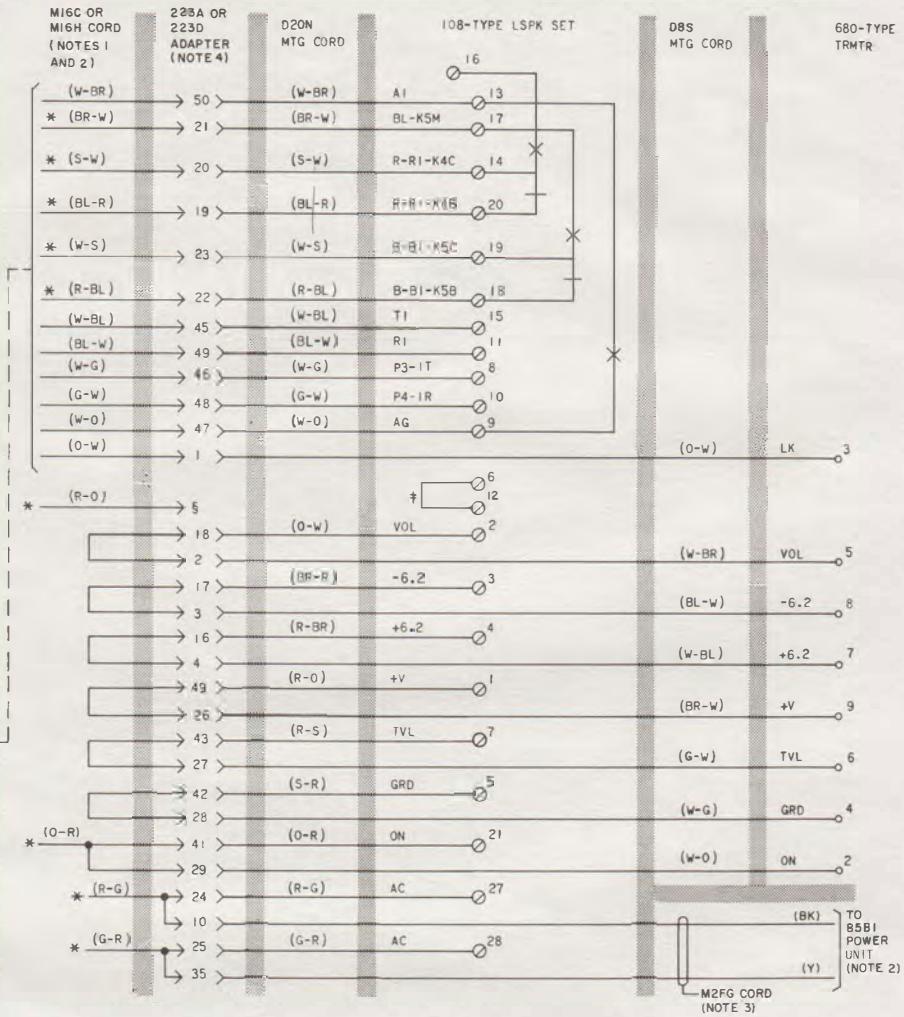 M16C OR M16H CORD (NOTES 1 AND 2)
223A OR 223D ADAPTER (NOTE 4)
D20N MTG CORD
108-TYPE LSPK SET
D8S MTG CORD
680-TYPE TRMTR
16
(W-BR) 50 (W-BR) A1 13
* (BR-W) 21 (BR-W) BL-K5M 17
* (S-W) 20 (S-W) R-R1-K4C 14
* (BL-R) 19 (BL-R) 20
* (W-S) 23 (W-S) B-B1-K5C 19
* (R-BL) 22 (R-BL) B-B1-K5B 18
(W-BL) 45 (W-BL) T1 15
(BL-W) 49 (BL-W) R1 11
(W-G) 46 (W-G) P3-1T 8
(G-W) 48 (G-W) P4-1R 10
(W-O) 47 (W-O) AG 9
(O-W) 1 (O-W) LK 3
6
* (R-O) 5 ‡ 12
18 (O-W) VOL 2
2 (W-BR) VOL 5
17 (BR-R) -6.2 3
3 (BL-W) -6.2 8
16 (R-BR) +6.2 4
4 (W-BL) +6.2 7
49 (R-O) +V 1
26 (BR-W) +V 9
43 (R-S) TVL 7
27 (G-W) TVL 6
42 (S-R) GRD 5
28 (W-G) GRD 4
* (O-R) 41 (O-R) ON 21
29 (W-O) ON 2
* (R-G) 24 (R-G) AC 27
10 (BK)
* (G-R) 25 (G-R) AC 28
35 (Y)
TO
85B1
POWER
UNIT
(NOTE 2)
M2FG CORD
(NOTE 3)